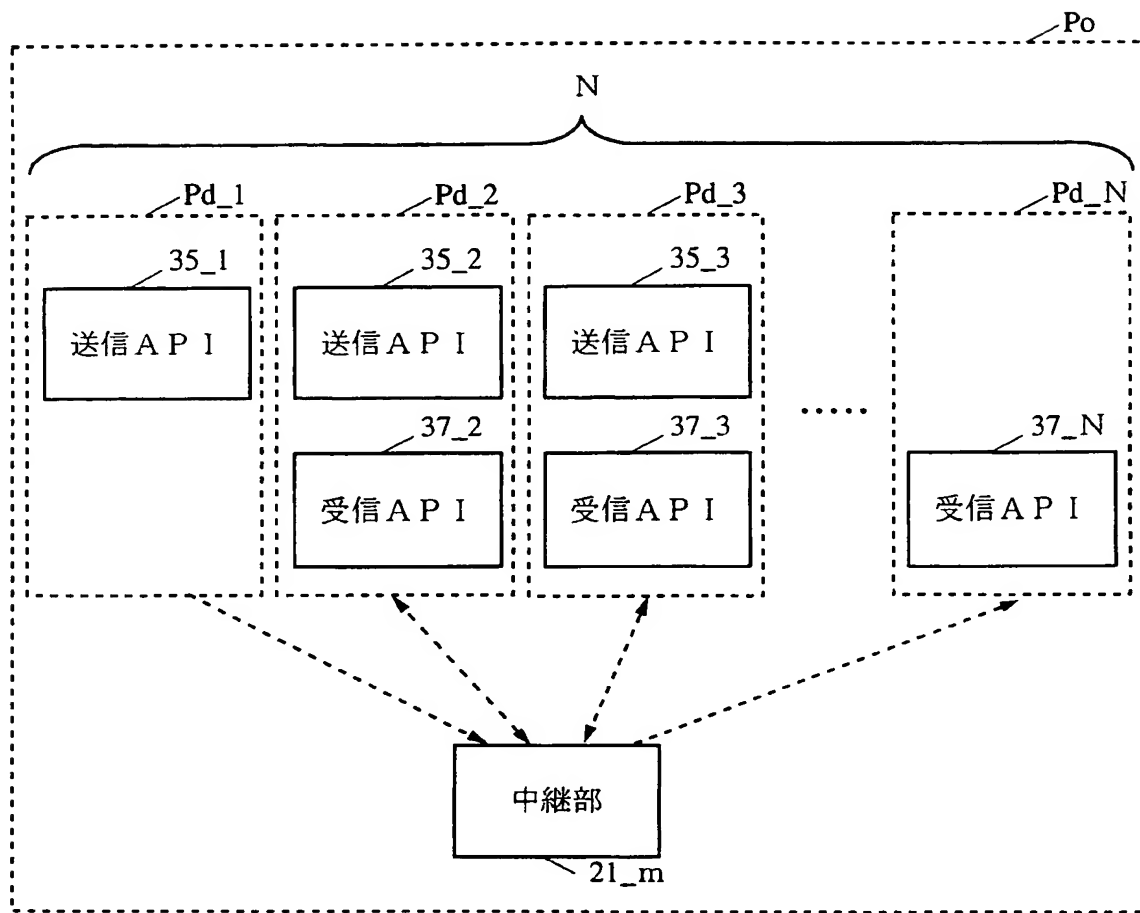 Po
N
Pd_1
Pd_2
Pd_3
Pd_N
35_1
35_2
35_3
送信ＡＰＩ
送信ＡＰＩ
送信ＡＰＩ
.....
37_2
37_3
37_N
受信ＡＰＩ
受信ＡＰＩ
受信ＡＰＩ
中継部
21_m